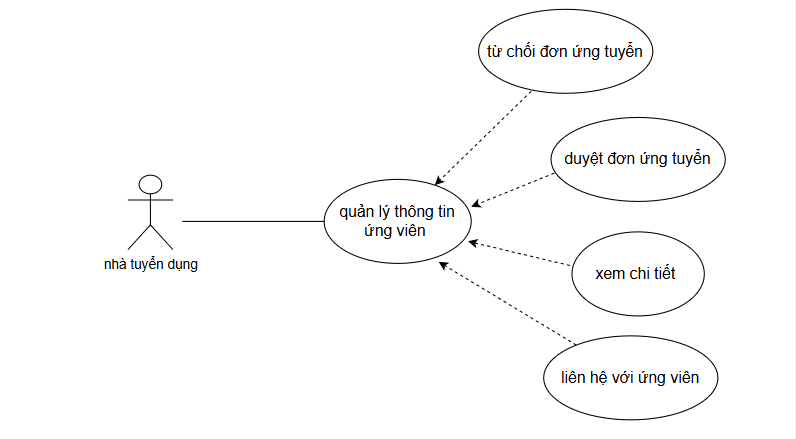 từ chối đơn ứng tuyển
duyệt đơn ứng tuyển
quản lý thông tin
ứng viên
nhà tuyển dụng
xem chi tiết
liên hệ với ứng viên